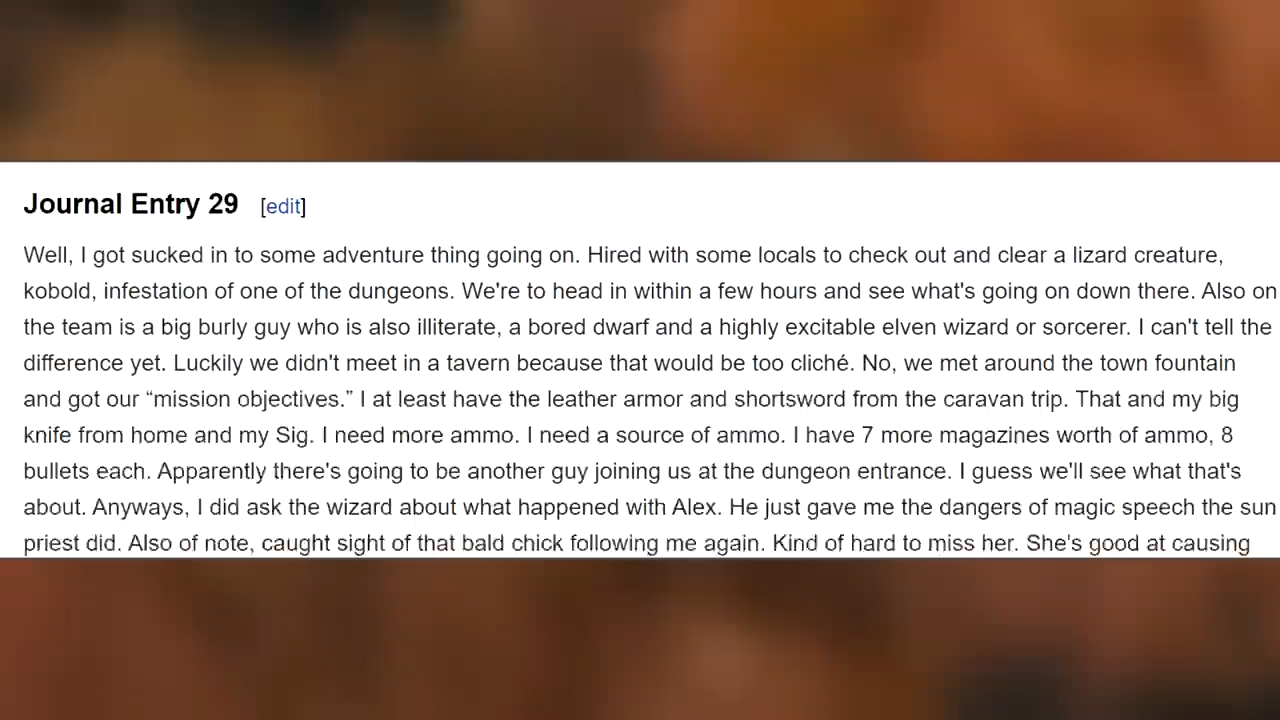 Journal Entry 29 [edit]
Well, I got sucked in to some adventure thing going on. Hired with some locals to check out and clear a lizard creature,
kobold, infestation of one of the dungeons. We're to head in within a few hours and see what's going on down there. Also on
the team is a big burly guy who is also illiterate, a bored dwarf and a highly excitable elven wizard or sorcerer. I can't tell the
difference yet. Luckily we didn't meet in a tavern because that would be too cliché. No, we met around the town fountain
and got our “mission objectives.” I at least have the leather armor and shortsword from the caravan trip. That and my big
knife from home and my Sig. I need more ammo. I need a source of ammo. I have 7 more magazines worth of ammo, 8
bullets each. Apparently there's going to be another guy joining us at the dungeon entrance. I guess we'll see what that's
about. Anyways, I did ask the wizard about what happened with Alex. He just gave me the dangers of magic speech the sun
priest did. Also of note, caught sight of that bald chick following me again. Kind of hard to miss her. She's good at causing